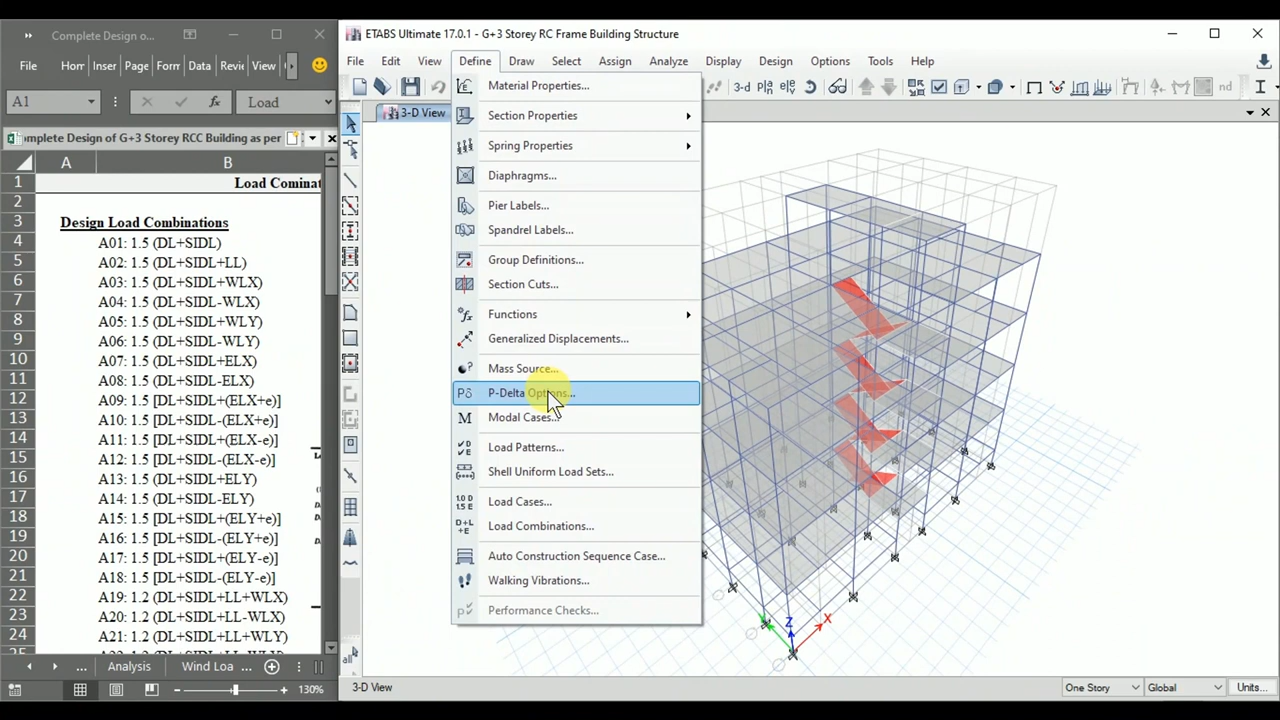 Complete Design o...
File Horr Inser Page Forr Data Revie View
A1 Load
omplete Design of G+3 Storey RCC Building as per
A B
1 Load Cominat
2
3 Design Load Combinations
4 A01: 1.5 (DL+SIDL)
5 A02: 1.5 (DL+SIDL+LL)
6 A03: 1.5 (DL+SIDL+WLX)
7 A04: 1.5 (DL+SIDL-WLX)
8 A05: 1.5 (DL+SIDL+WLY)
9 A06: 1.5 (DL+SIDL-WLY)
10 A07: 1.5 (DL+SIDL+ELX)
11 A08: 1.5 (DL+SIDL-ELX)
12 A09: 1.5 [DL+SIDL+(ELX+e)]
13 A10: 1.5 [DL+SIDL-(ELX+e)]
14 A11: 1.5 [DL+SIDL+(ELX-e)]
15 A12: 1.5 [DL+SIDL-(ELX-e)]
16 A13: 1.5 (DL+SIDL+ELY)
17 A14: 1.5 (DL+SIDL-ELY)
18 A15: 1.5 [DL+SIDL+(ELY+e)]
19 A16: 1.5 [DL+SIDL-(ELY+e)]
20 A17: 1.5 [DL+SIDL+(ELY-e)]
21 A18: 1.5 [DL+SIDL-(ELY-e)]
22 A19: 1.2 (DL+SIDL+LL+WLX)
23 A20: 1.2 (DL+SIDL+LL-WLX)
24 A21: 1.2 (DL+SIDL+LL+WLY)
... Analysis Wind Loa ...
130%
ETABS Ultimate 17.0.1 - G+3 Storey RC Frame Building Structure
File Edit View Define Draw Select Assign Analyze Display Design Options Tools Help
3-d plạ elẹ nd
3-D View
Material Properties...
Section Properties
Spring Properties
Diaphragms...
Pier Labels...
Spandrel Labels...
Group Definitions...
Section Cuts...
Functions
Generalized Displacements...
Mass Source...
Pδ P-Delta Options...
M Modal Cases...
Load Patterns...
Shell Uniform Load Sets...
Load Cases...
Load Combinations...
Auto Construction Sequence Case...
Walking Vibrations...
Performance Checks...
Z X
3-D View One Story Global Units...